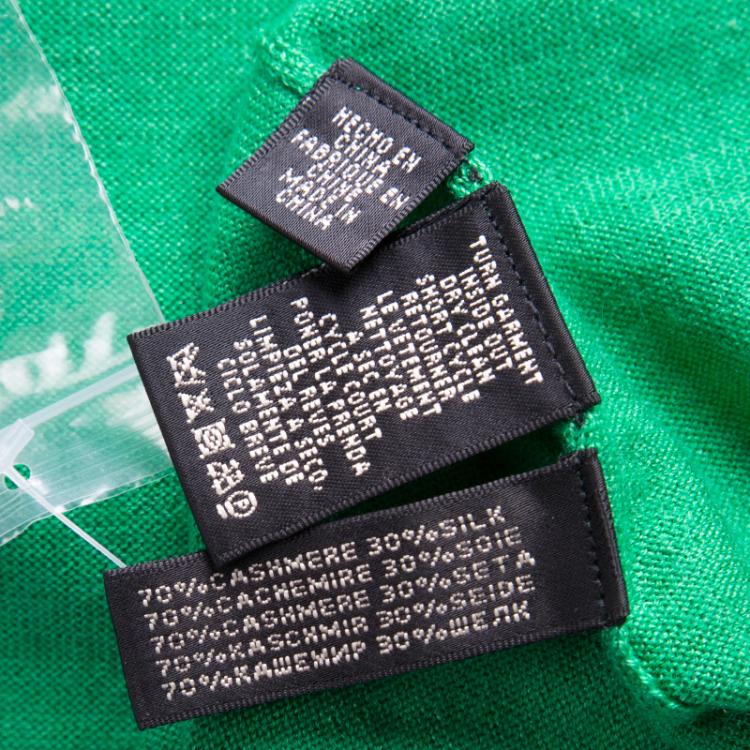 HECHO EN
CHINA
FABRIQUE EN
CHINE
MADE IN
CHINA
TURN GARMENT
INSIDE OUT
DRY CLEAN
SHORT CYCLE
RETOURNER
LE VETEMENT
NETTOYAGE
A SEC EN
CYCLE COURT
PONER LA PRENDA
DEL REVES
LIMPIEZA A SECO,
SOLAMENTE DE
CICLO BREVE
P
70%CASHMERE 30%SILK
70%CACHEMIRE 30%SOIE
70%CASHMERE 30%SETA
70%KASCHMIR 30%SEIDE
70%КАШЕМИР 30%ШЕЛК